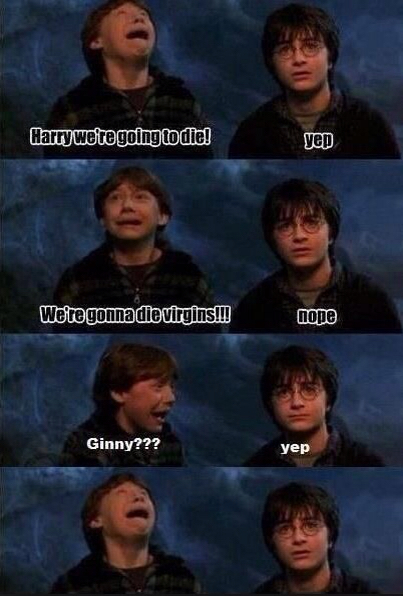 Harry we're going to die!
yep
We're gonna die virgins!!!
nope
Ginny???
yep